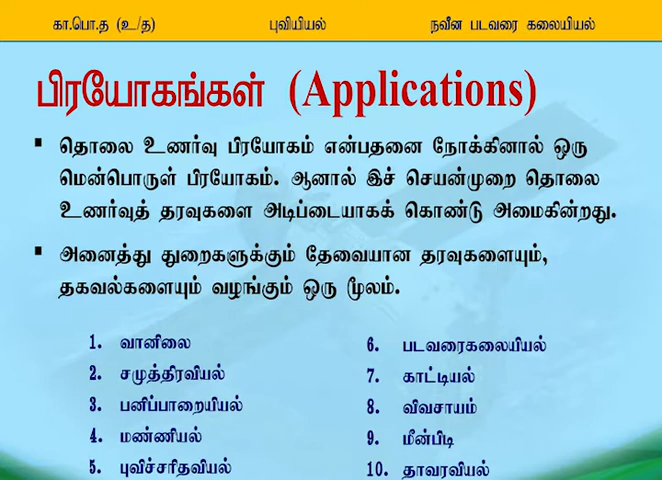 கா.பொ.த (உ/த) புவியியல் நவீன படவரை கலையியல்
பிரயோகங்கள் (Applications)
▪ தொலை உணர்வு பிரயோகம் என்பதனை நோக்கினால் ஒரு
மென்பொருள் பிரயோகம். ஆனால் இச் செயன்முறை தொலை
உணர்வுத் தரவுகளை அடிப்டையாகக் கொண்டு அமைகின்றது.
▪ அனைத்து துறைகளுக்கும் தேவையான தரவுகளையும்,
தகவல்களையும் வழங்கும் ஒரு மூலம்.
1. வானிலை
2. சமுத்திரவியல்
3. பனிப்பாறையியல்
4. மண்ணியல்
5. புவிச்சரிதவியல்
6. படவரைகலையியல்
7. காட்டியல்
8. விவசாயம்
9. மீன்பிடி
10. தாவரவியல்